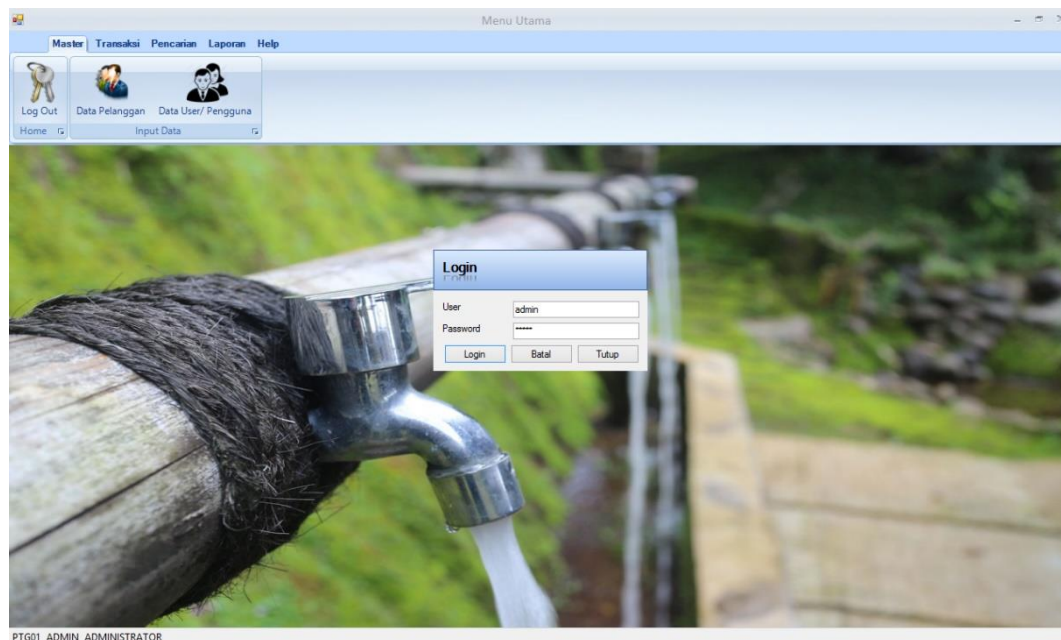 Menu Utama
Master Transaksi Pencarian Laporan Help
Log Out Data Pelanggan Data User/ Pengguna
Home Input Data
Login
User admin
Password
Login Batal Tutup
PTG01 ADMIN ADMINISTRATOR